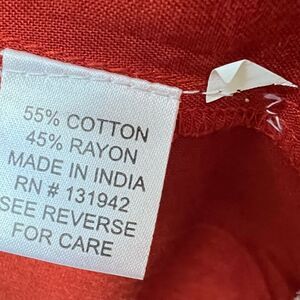 55% COTTON
45% RAYON
MADE IN INDIA
RN # 131942
SEE REVERSE
FOR CARE